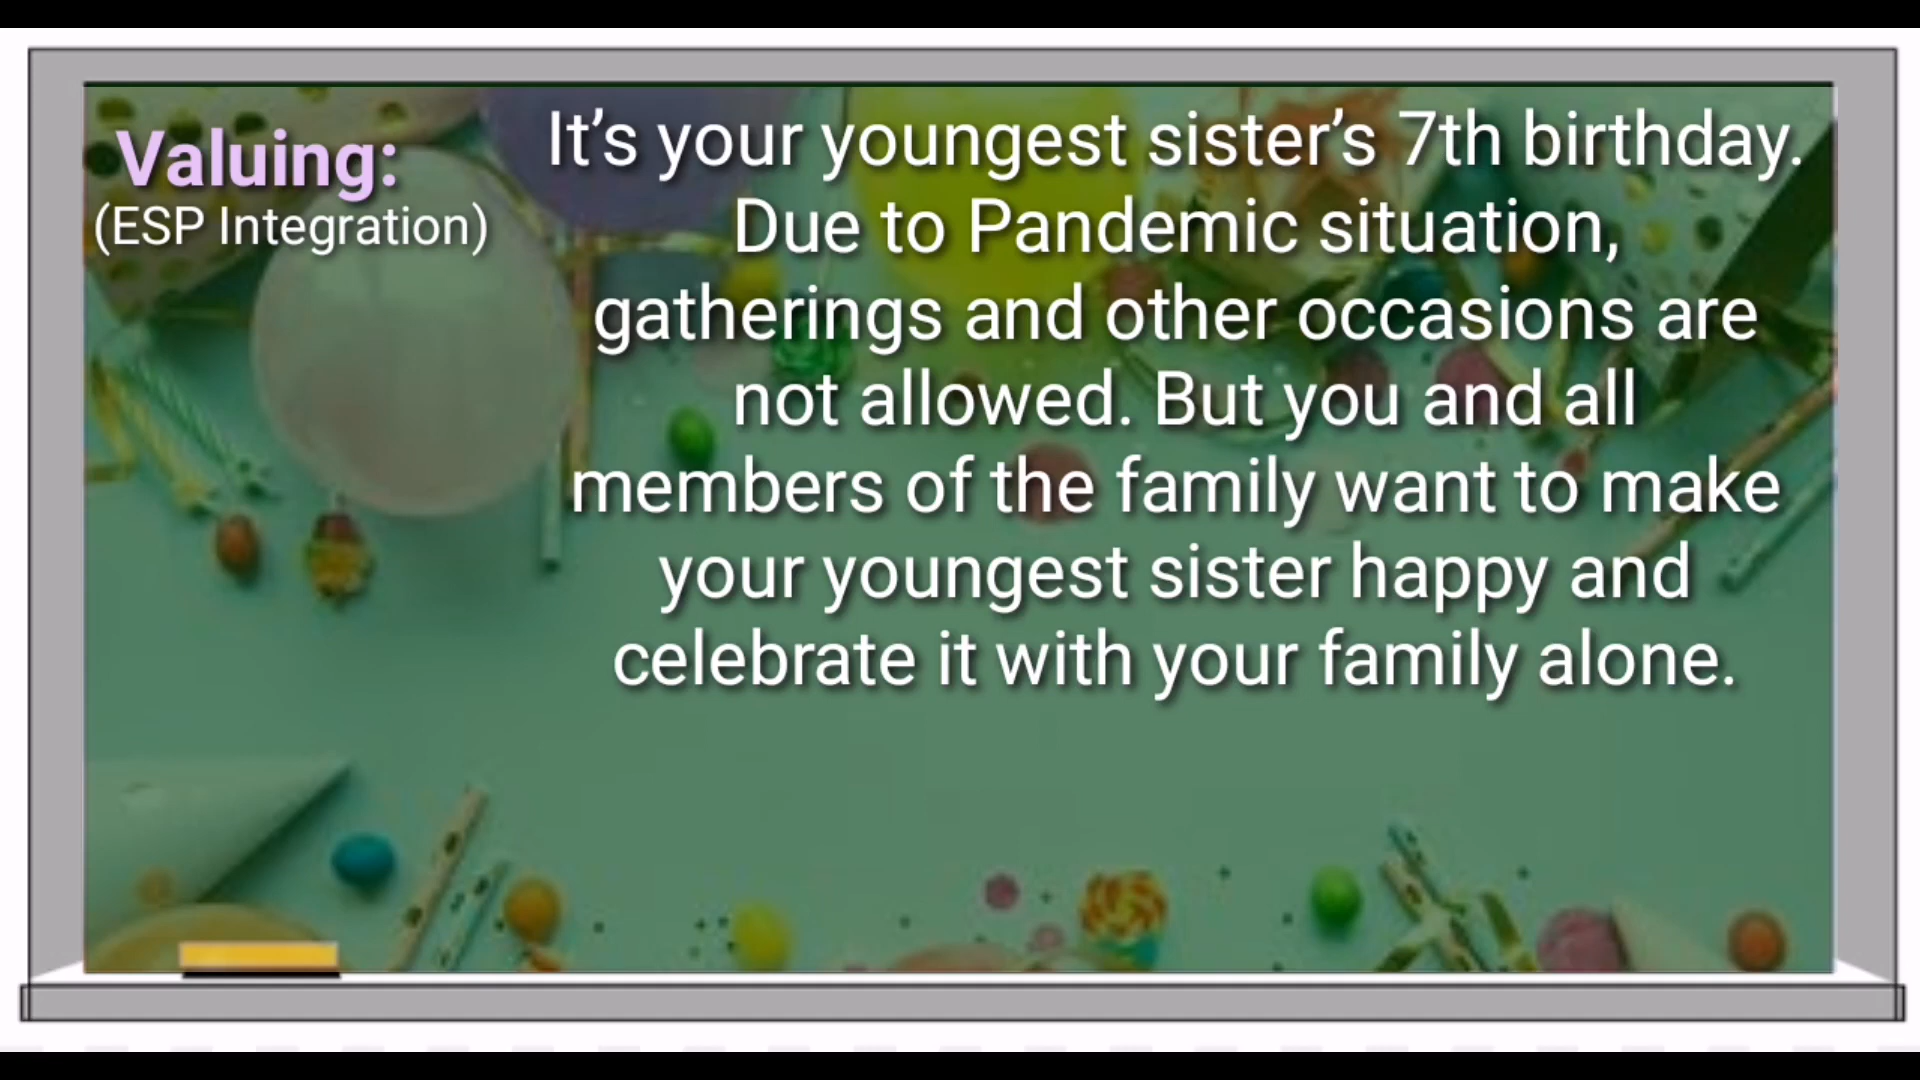 Valuing:
(ESP Integration)
It’s your youngest sister’s 7th birthday.
Due to Pandemic situation,
gatherings and other occasions are
not allowed. But you and all
members of the family want to make
your youngest sister happy and
celebrate it with your family alone.